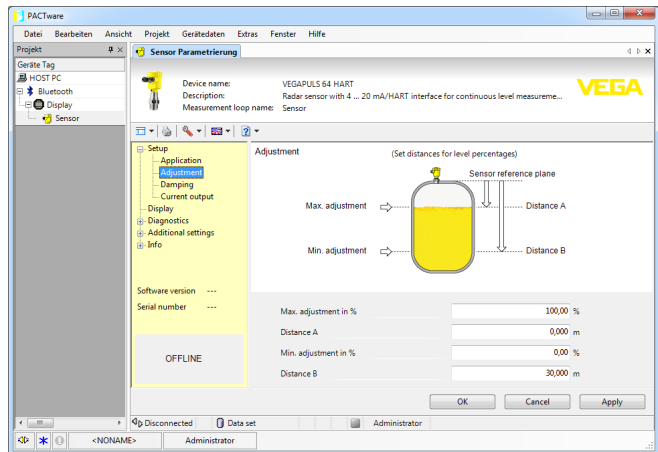 PACTware
Datei Bearbeiten Ansicht Projekt Gerätedaten Extras Fenster Hilfe
Projekt
Geräte Tag
HOST PC
Bluetooth
Display
Sensor
Sensor Parametrierung
Device name: VEGAPULS 64 HART
Description: Radar sensor with 4 ... 20 mA/HART interface for continuous level measureme...
Measurement loop name: Sensor
VEGA
Setup
Application
Adjustment
Damping
Current output
Display
Diagnostics
Additional settings
Info
Software version ---
Serial number ---
OFFLINE
Adjustment
(Set distances for level percentages)
Sensor reference plane
Max. adjustment
Distance A
Min. adjustment
Distance B
Max. adjustment in % 100,00 %
Distance A 0,000 m
Min. adjustment in % 0,00 %
Distance B 30,000 m
OK Cancel Apply
Disconnected Data set Administrator
<NONAME> Administrator